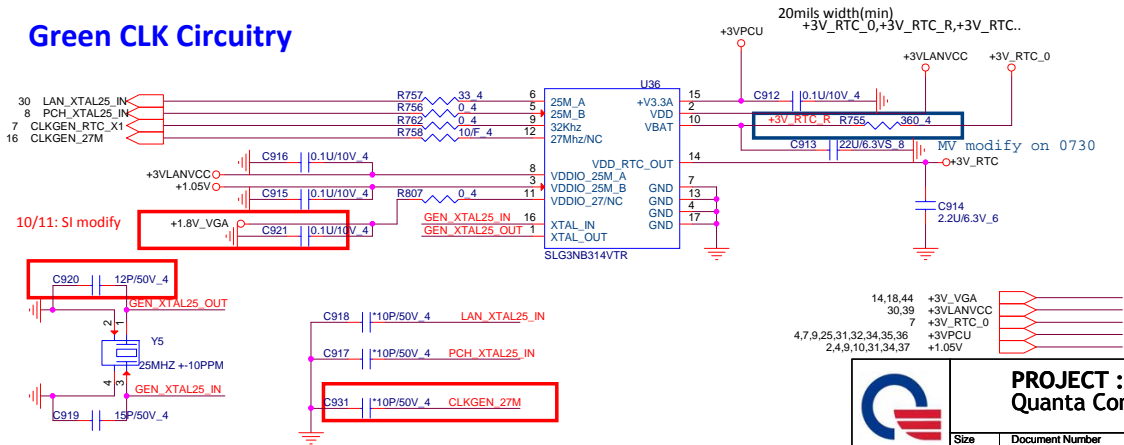 Green CLK Circuitry
20mils width(min)
+3V_RTC_0,+3V_RTC_R,+3V_RTC..
+3VPCU
+3VLANVCC
+3V_RTC_0
U36
30 LAN_XTAL25_IN
R757 33_4
6 25M_A
+V3.3A 15
C912 0.1U/10V_4
8 PCH_XTAL25_IN
R756 0_4
5 25M_B
VDD 2
7 CLKGEN_RTC_X1
R762 0_4
9 32Khz
VBAT 10
+3V_RTC_R R755 360_4
16 CLKGEN_27M
R758 10/F_4
12 27Mhz/NC
C913 22U/6.3VS_8
MV modify on 0730
C916 0.1U/10V_4
VDD_RTC_OUT 14
+3V_RTC
+3VLANVCC
8 VDDIO_25M_A
+1.05V
3 VDDIO_25M_B
GND 7
C915 0.1U/10V_4
R807 0_4
11 VDDIO_27/NC
GND 13
GND 4
GND 17
C914
2.2U/6.3V_6
10/11: SI modify
+1.8V_VGA
C921 0.1U/10V_4
GEN_XTAL25_IN
16 XTAL_IN
GEN_XTAL25_OUT
1 XTAL_OUT
SLG3NB314VTR
C920 12P/50V_4
GEN_XTAL25_OUT
2 1
Y5
25MHZ +-10PPM
4 3
GEN_XTAL25_IN
C919 15P/50V_4
C918 *10P/50V_4 LAN_XTAL25_IN
C917 *10P/50V_4 PCH_XTAL25_IN
C931 *10P/50V_4 CLKGEN_27M
14,18,44 +3V_VGA
30,39 +3VLANVCC
7 +3V_RTC_0
4,7,9,25,31,32,34,35,36 +3VPCU
2,4,9,10,31,34,37 +1.05V
PROJECT :
Quanta Con
Size Document Number